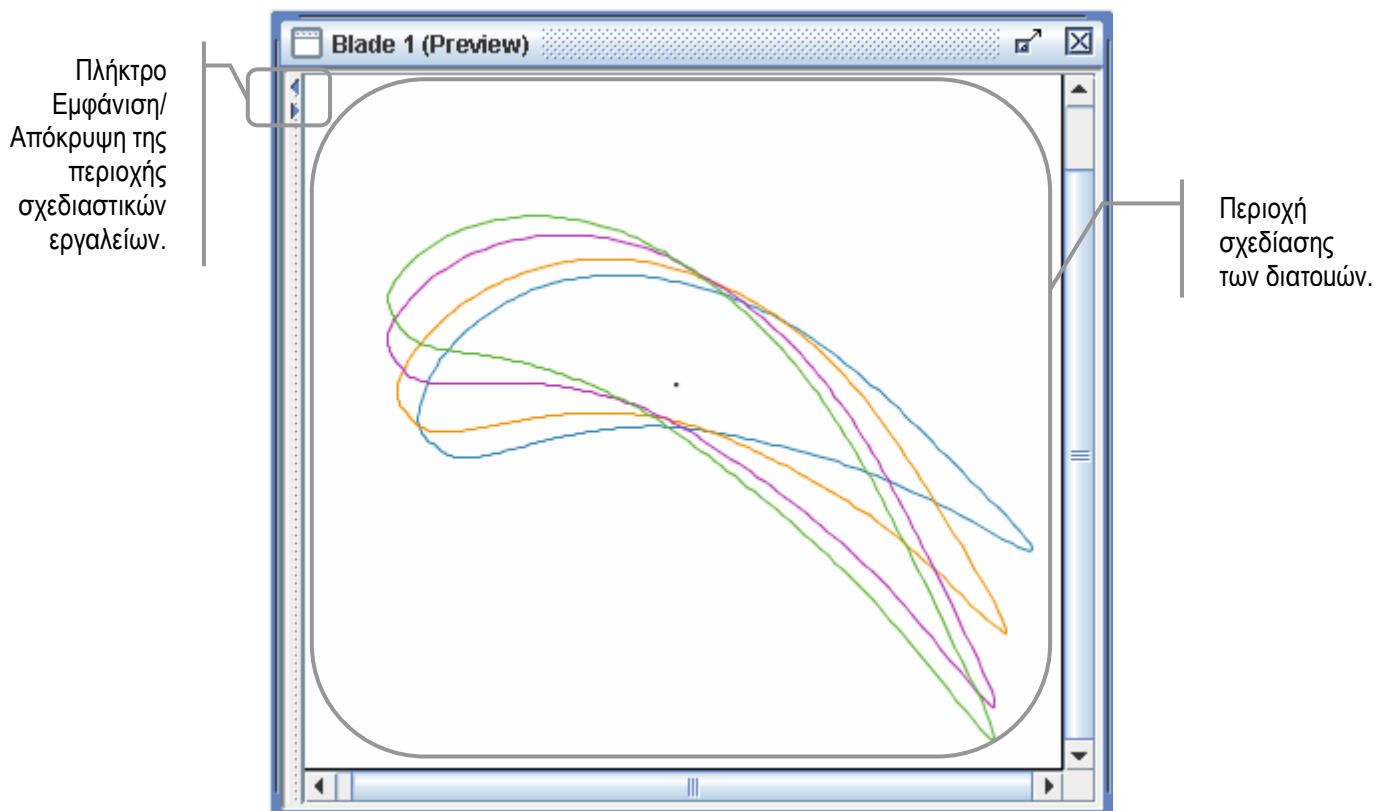 Blade 1 (Preview)
Πλήκτρο
Εμφάνιση/
Απόκρυψη της
περιοχής
σχεδιαστικών
εργαλείων.
Περιοχή
σχεδίασης
των διατομών.